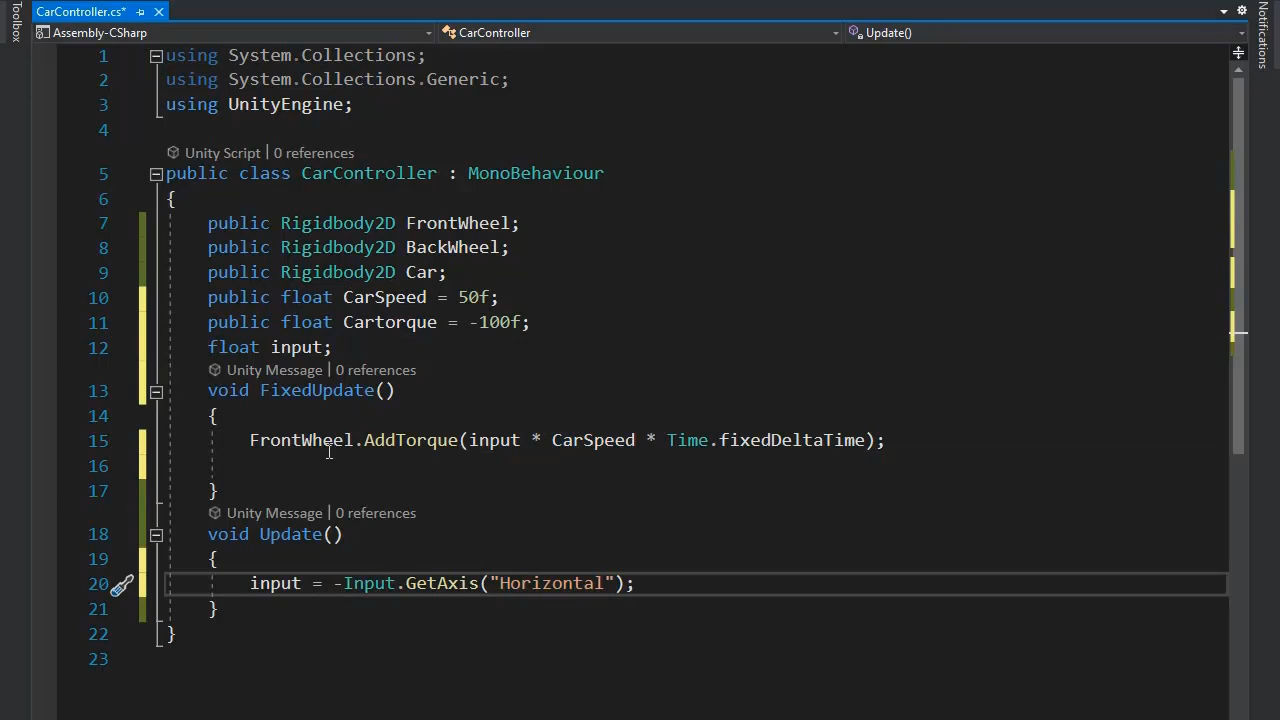 CarController.cs*
Toolbox
Notifications
Assembly-CSharp
CarController
Update()
1 using System.Collections;
2 using System.Collections.Generic;
3 using UnityEngine;
4
Unity Script | 0 references
5 public class CarController : MonoBehaviour
6 {
7 public Rigidbody2D FrontWheel;
8 public Rigidbody2D BackWheel;
9 public Rigidbody2D Car;
10 public float CarSpeed = 50f;
11 public float Cartorque = -100f;
12 float input;
Unity Message | 0 references
13 void FixedUpdate()
14 {
15 FrontWheel.AddTorque(input * CarSpeed * Time.fixedDeltaTime);
16
17 }
Unity Message | 0 references
18 void Update()
19 {
20 input = -Input.GetAxis("Horizontal");
21 }
22 }
23